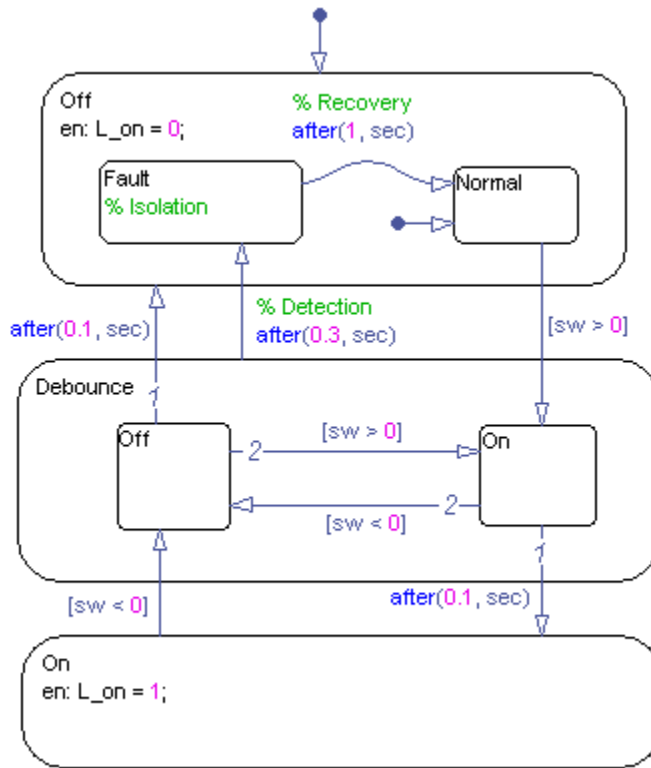 Off
en: L_on = 0;
% Recovery
after(1, sec)
Fault
% Isolation
Normal
after(0.1, sec)
% Detection
after(0.3, sec)
[sw > 0]
Debounce
1
Off
2
[sw > 0]
On
[sw < 0]
2
1
[sw < 0]
after(0.1, sec)
On
en: L_on = 1;